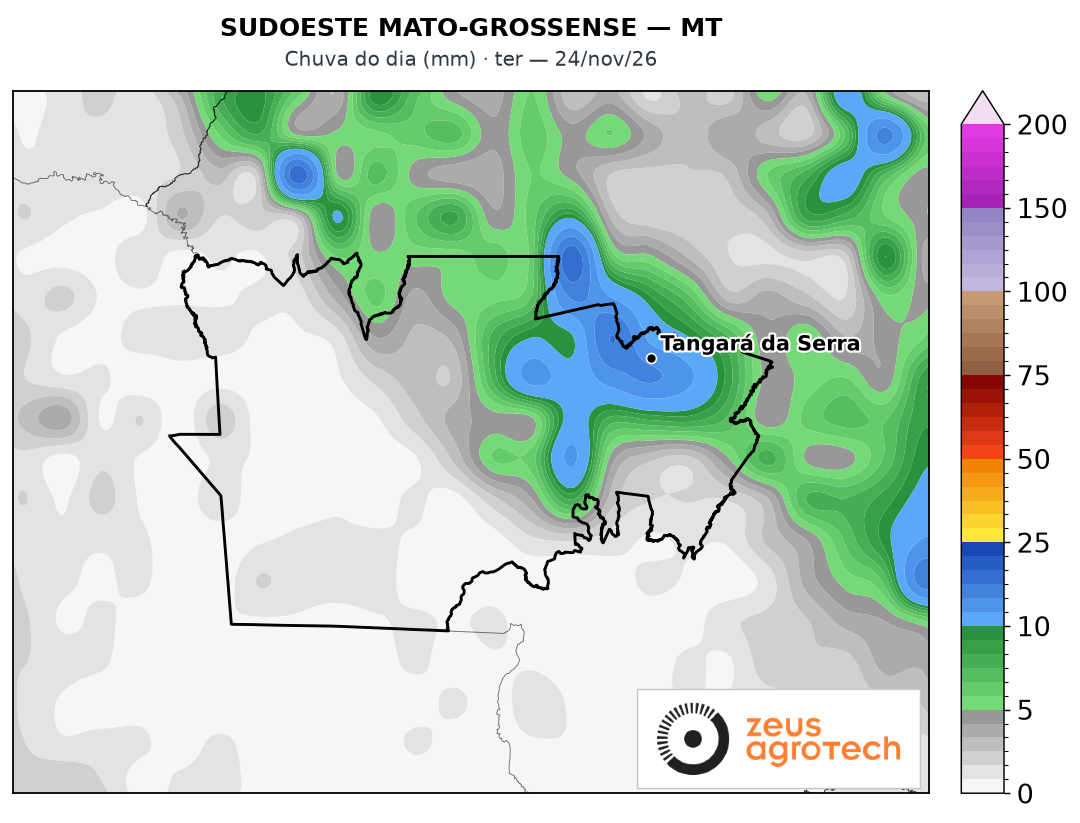 SUDOESTE MATO-GROSSENSE — MT
Chuva do dia (mm) · ter — 24/nov/26
200
150
100
75
50
25
10
5
0
Tangará da Serra
zeus
agrotech